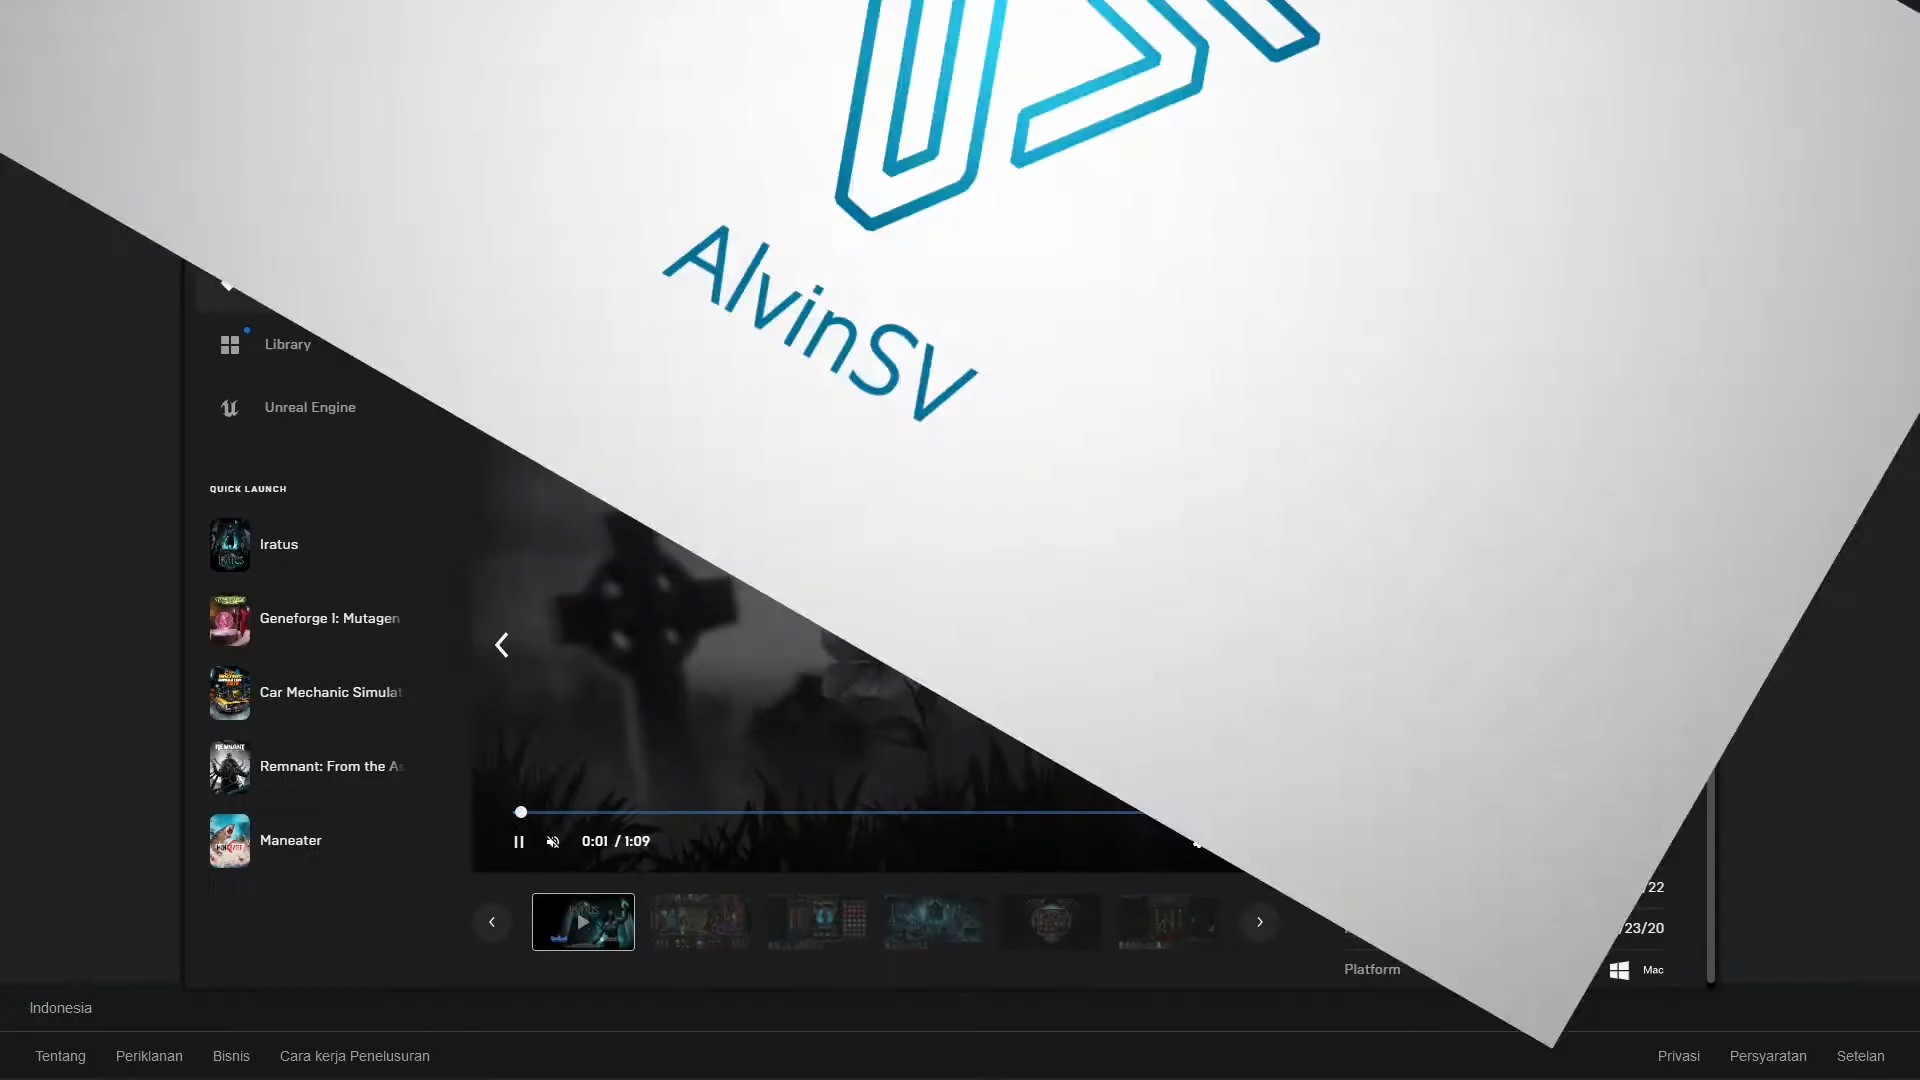 AlvinSV
Library
Unreal Engine
QUICK LAUNCH
Iratus
Geneforge 1: Mutagen
Car Mechanic Simulat
Remnant: From the As
Maneater
0:01 / 1:09
/22
/23/20
Platform
Mac
Indonesia
Tentang
Periklanan
Bisnis
Cara kerja Penelusuran
Privasi
Persyaratan
Setelan